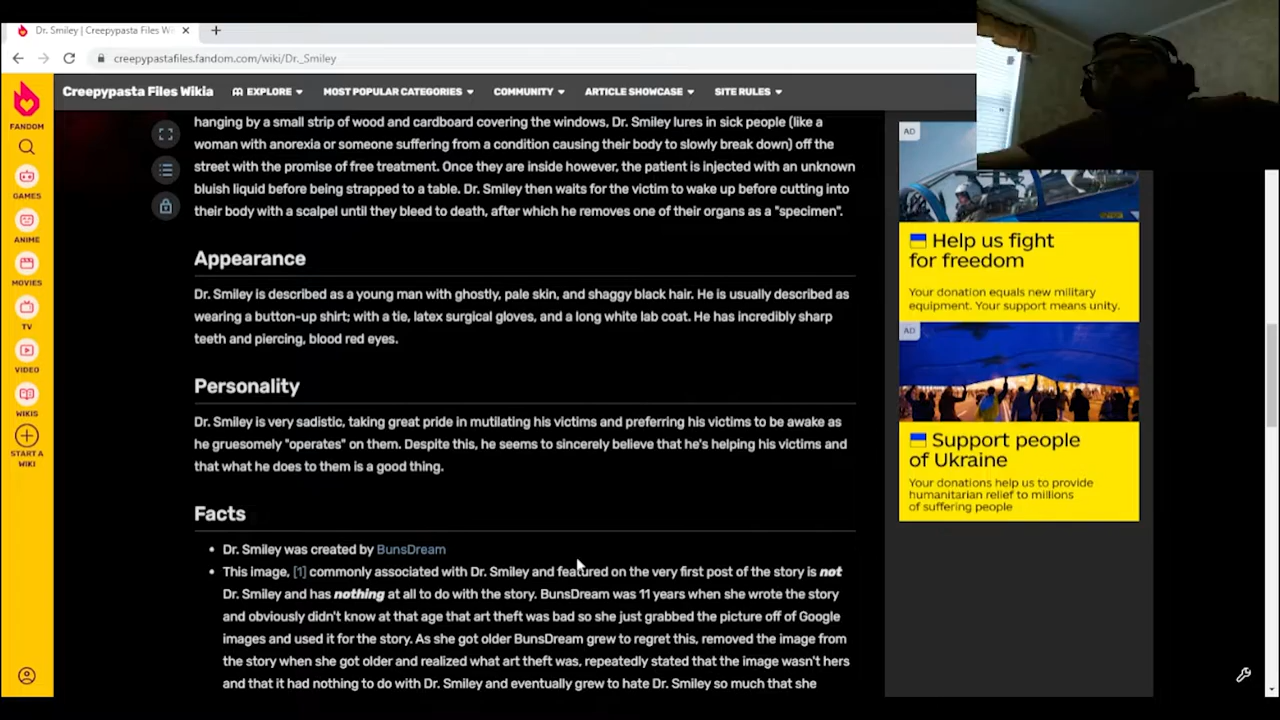 Dr. Smiley | Creepypasta Files Wi
creepypastafiles.fandom.com/wiki/Dr._Smiley
FANDOM
GAMES
ANIME
MOVIES
TV
VIDEO
WIKIS
START A
WIKI
Creepypasta Files Wikia
EXPLORE
MOST POPULAR CATEGORIES
COMMUNITY
ARTICLE SHOWCASE
SITE RULES
hanging by a small strip of wood and cardboard covering the windows, Dr. Smiley lures in sick people (like a
woman with anorexia or someone suffering from a condition causing their body to slowly break down) off of the
street with the promise of free treatment. Once they are inside however, the patient is injected with an unknown
bluish liquid before being strapped to a table. Dr. Smiley then waits for the victim to wake up before cutting into
their body with a scalpel until they bleed to death, after which he removes one of their organs as a "specimen".
Appearance
Dr. Smiley is described as a young man with ghostly, pale skin, and shaggy black hair. He is usually described as
wearing a button-up shirt; with a tie, latex surgical gloves, and a long white lab coat. He has incredibly sharp
teeth and piercing, blood red eyes.
Personality
Dr. Smiley is very sadistic, taking great pride in mutilating his victims and preferring his victims to be awake as
he gruesomely "operates" on them. Despite this, he seems to sincerely believe that he's helping his victims and
that what he does to them is a good thing.
Facts
Dr. Smiley was created by BunsDream
This image, [1] commonly associated with Dr. Smiley and featured on the very first post of the story is not
Dr. Smiley and has nothing at all to do with the story. BunsDream was 11 years when she wrote the story
and obviously didn't know at that age that art theft was bad so she just grabbed the picture off of Google
images and used it for the story. As she got older BunsDream grew to regret this, removed the image from
the story when she got older and realized what art theft was, repeatedly stated that the image wasn't hers
and that it had nothing to do with Dr. Smiley and eventually grew to hate Dr. Smiley so much that she
AD
Help us fight
for freedom
Your donation equals new military
equipment. Your support means unity.
AD
Support people
of Ukraine
Your donations help us to provide
humanitarian relief to millions
of suffering people